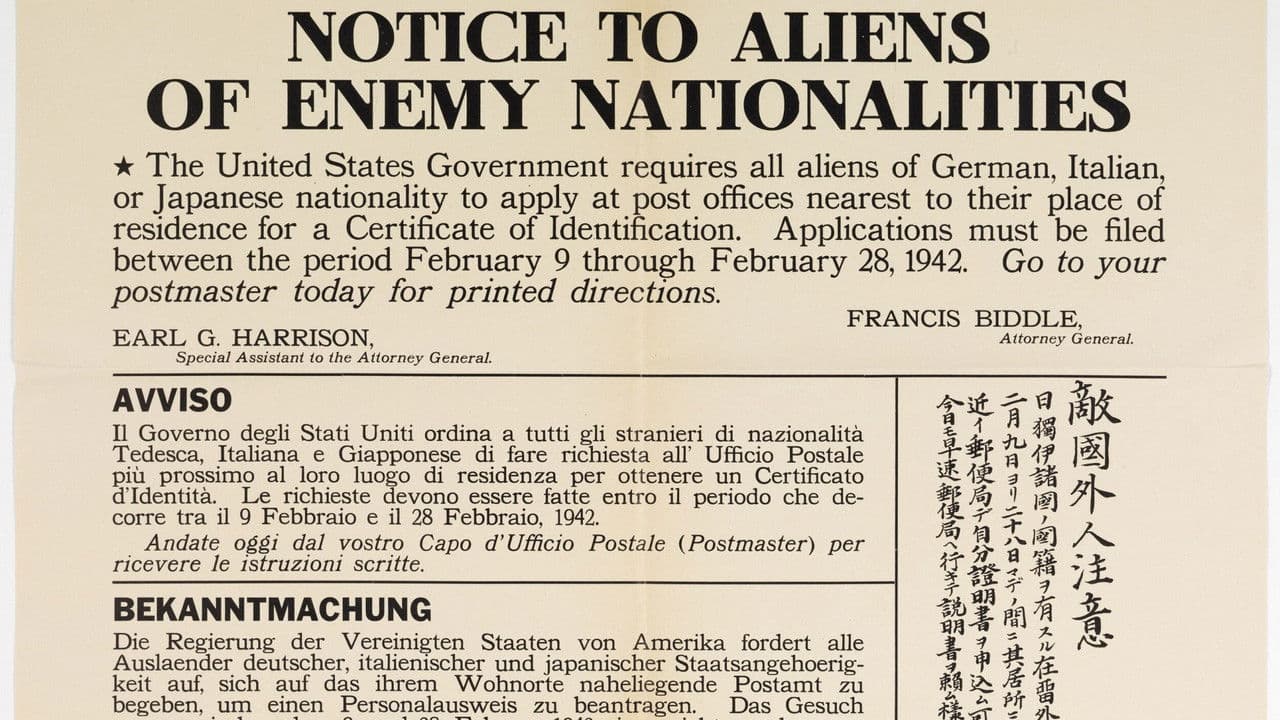 NOTICE TO ALIENS
OF ENEMY NATIONALITIES
★ The United States Government requires all aliens of German, Italian,
or Japanese nationality to apply at post offices nearest to their place of
residence for a Certificate of Identification. Applications must be filed
between the period February 9 through February 28, 1942. Go to your
postmaster today for printed directions.
FRANCIS BIDDLE,
Attorney General.
EARL G. HARRISON,
Special Assistant to the Attorney General.
AVVISO
Il Governo degli Stati Uniti ordina a tutti gli stranieri di nazionalità
Tedesca, Italiana e Giapponese di fare richiesta all' Ufficio Postale
più prossimo al loro luogo di residenza per ottenere un Certificato
d'Identità. Le richieste devono essere fatte entro il periodo che de-
corre tra il 9 Febbraio e il 28 Febbraio, 1942.
Andate oggi dal vostro Capo d'Ufficio Postale (Postmaster) per
ricevere le istruzioni scritte.
BEKANNTMACHUNG
Die Regierung der Vereinigten Staaten von Amerika fordert alle
Auslaender deutscher, italienischer und japanischer Staatsangehoerig-
keit auf, sich auf das ihrem Wohnorte naheliegende Postamt zu
begeben, um einen Personalausweis zu beantragen. Das Gesuch
敵國外人注意
日獨伊諸國ノ國籍ヲ有スル在留外
二月九日ヨリ二十八日マデノ間ニ其居所ニ
近イ郵便局デ自分證明書ヲ申込ム可
今日モ早速郵便局ヘ行キテ説明書ヲ頼ム樣